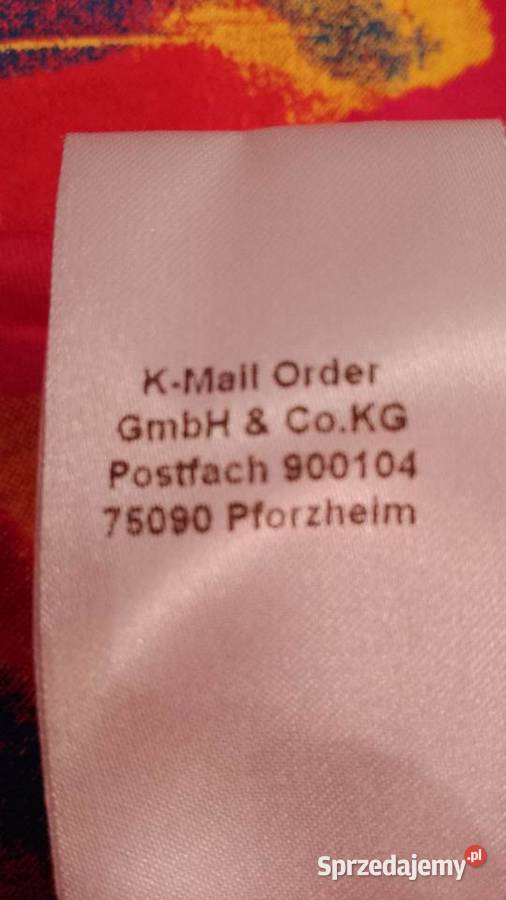 K-Mail Order
GmbH & Co.KG
Postfach 900104
75090 Pforzheim
Sprzedajemy.pl